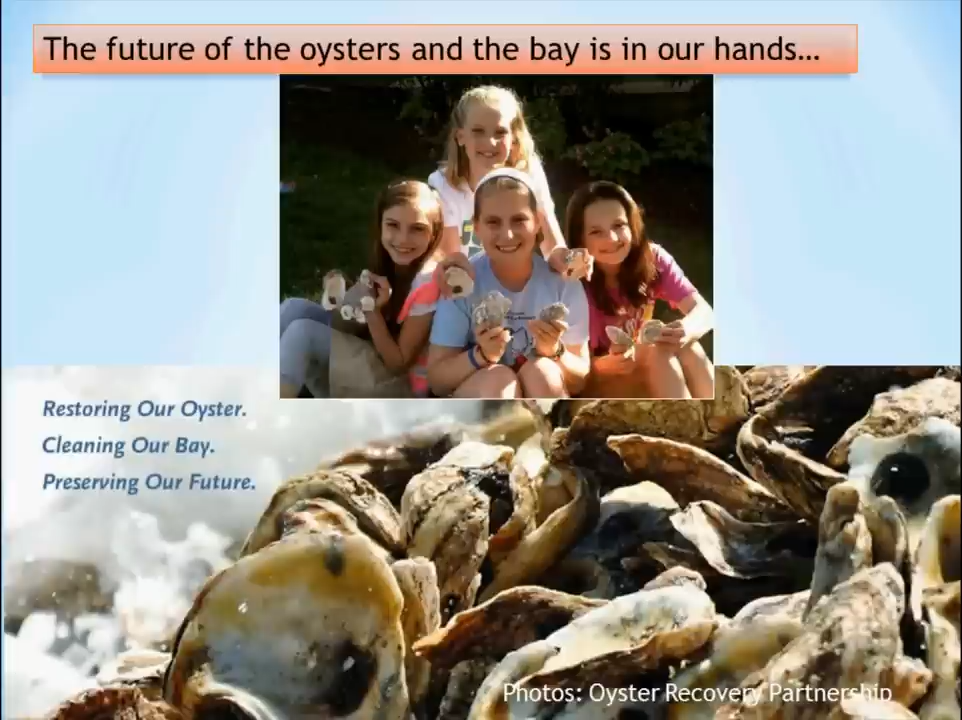 The future of the oysters and the bay is in our hands...
Restoring Our Oyster.
Cleaning Our Bay.
Preserving Our Future.
Photos: Oyster Recovery Partnership